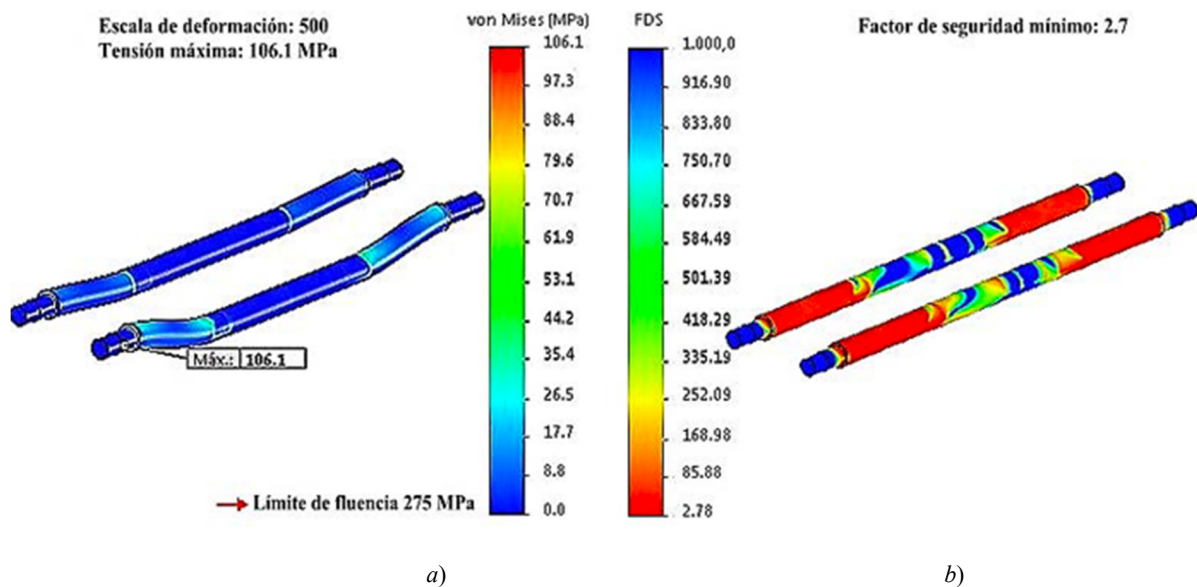 Escala de deformación: 500
Tensión máxima: 106.1 MPa
von Mises (MPa)
106.1
97.3
88.4
79.6
70.7
61.9
53.1
44.2
35.4
26.5
17.7
8.8
0.0
Máx.: 106.1
Límite de fluencia 275 MPa
a)
FDS
1.000,0
916.90
833.80
750.70
667.59
584.49
501.39
418.29
335.19
252.09
168.98
85.88
2.78
Factor de seguridad mínimo: 2.7
b)